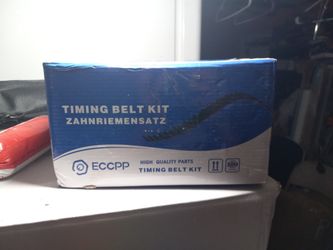 TIMING BELT KIT
ZAHNRIEMENSATZ
ECCPP
HIGH QUALITY PARTS
TIMING BELT KIT